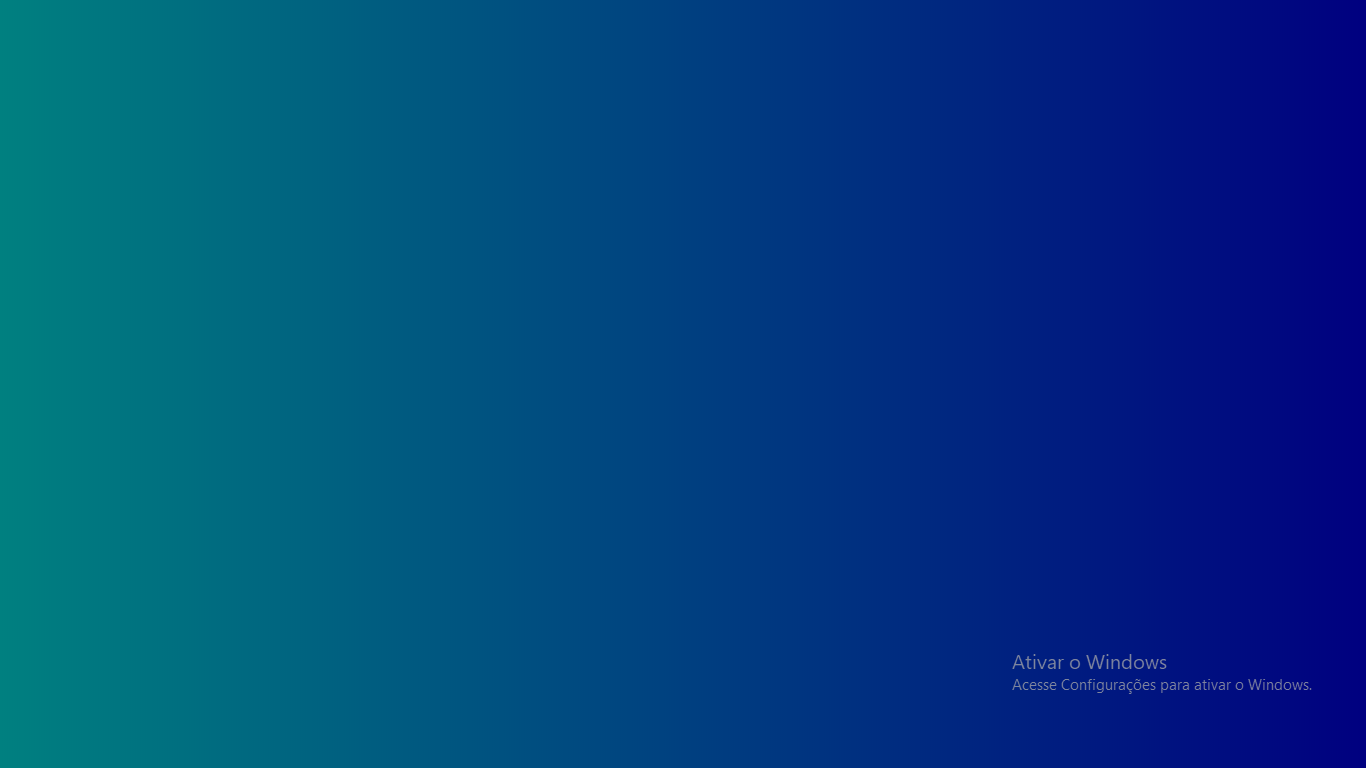 Ativar o Windows
Acesse Configurações para ativar o Windows.